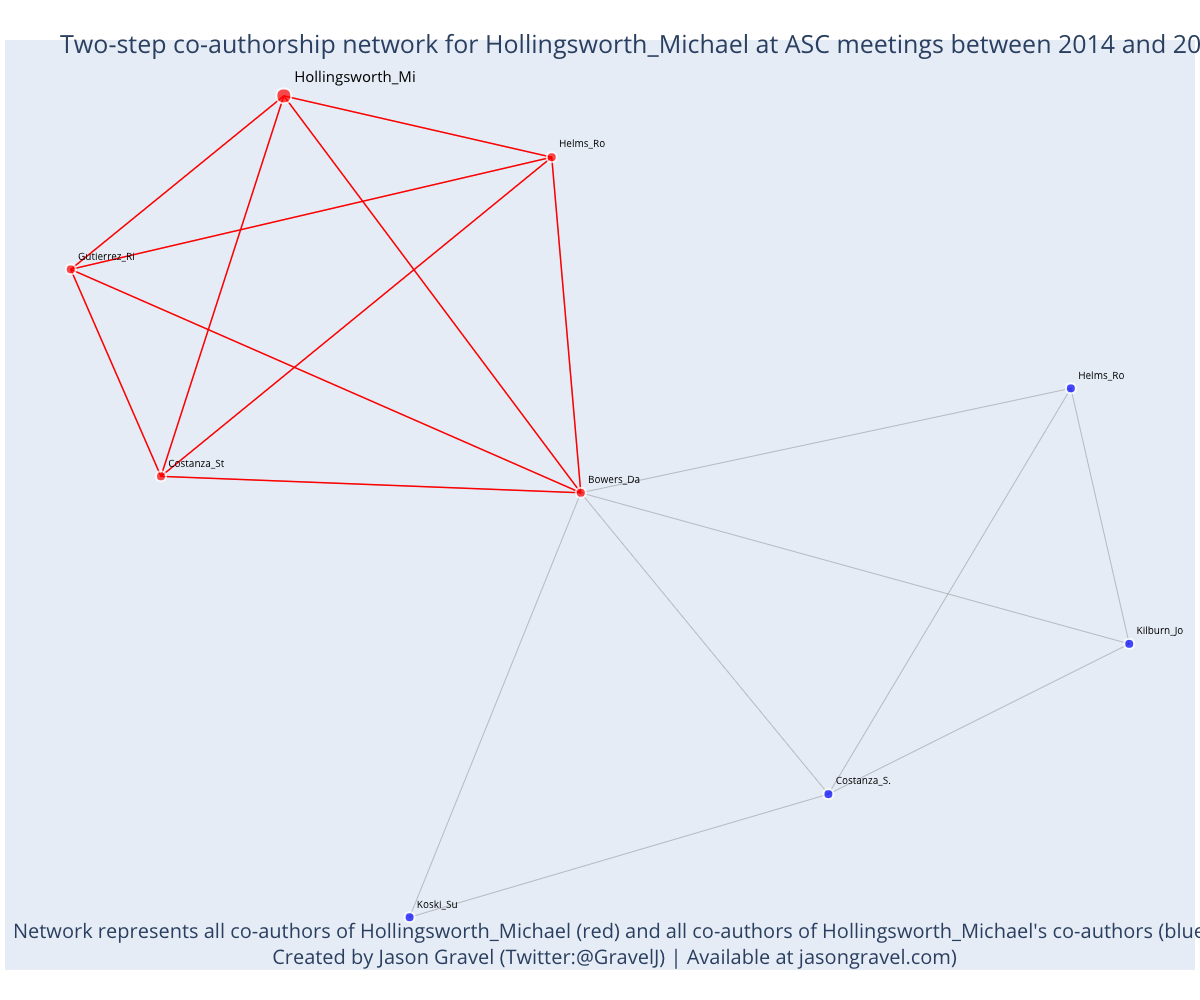 Two-step co-authorship network for Hollingsworth_Michael at ASC meetings between 2014 and 20
Hollingsworth_Mi
Helms_Ro
Gutierrez_Ri
Helms_Ro
Costanza_St
Bowers_Da
Kilburn_Jo
Costanza_S.
Koski_Su
Network represents all co-authors of Hollingsworth_Michael (red) and all co-authors of Hollingsworth_Michael's co-authors (blue
Created by Jason Gravel (Twitter:@GravelJ) | Available at jasongravel.com)